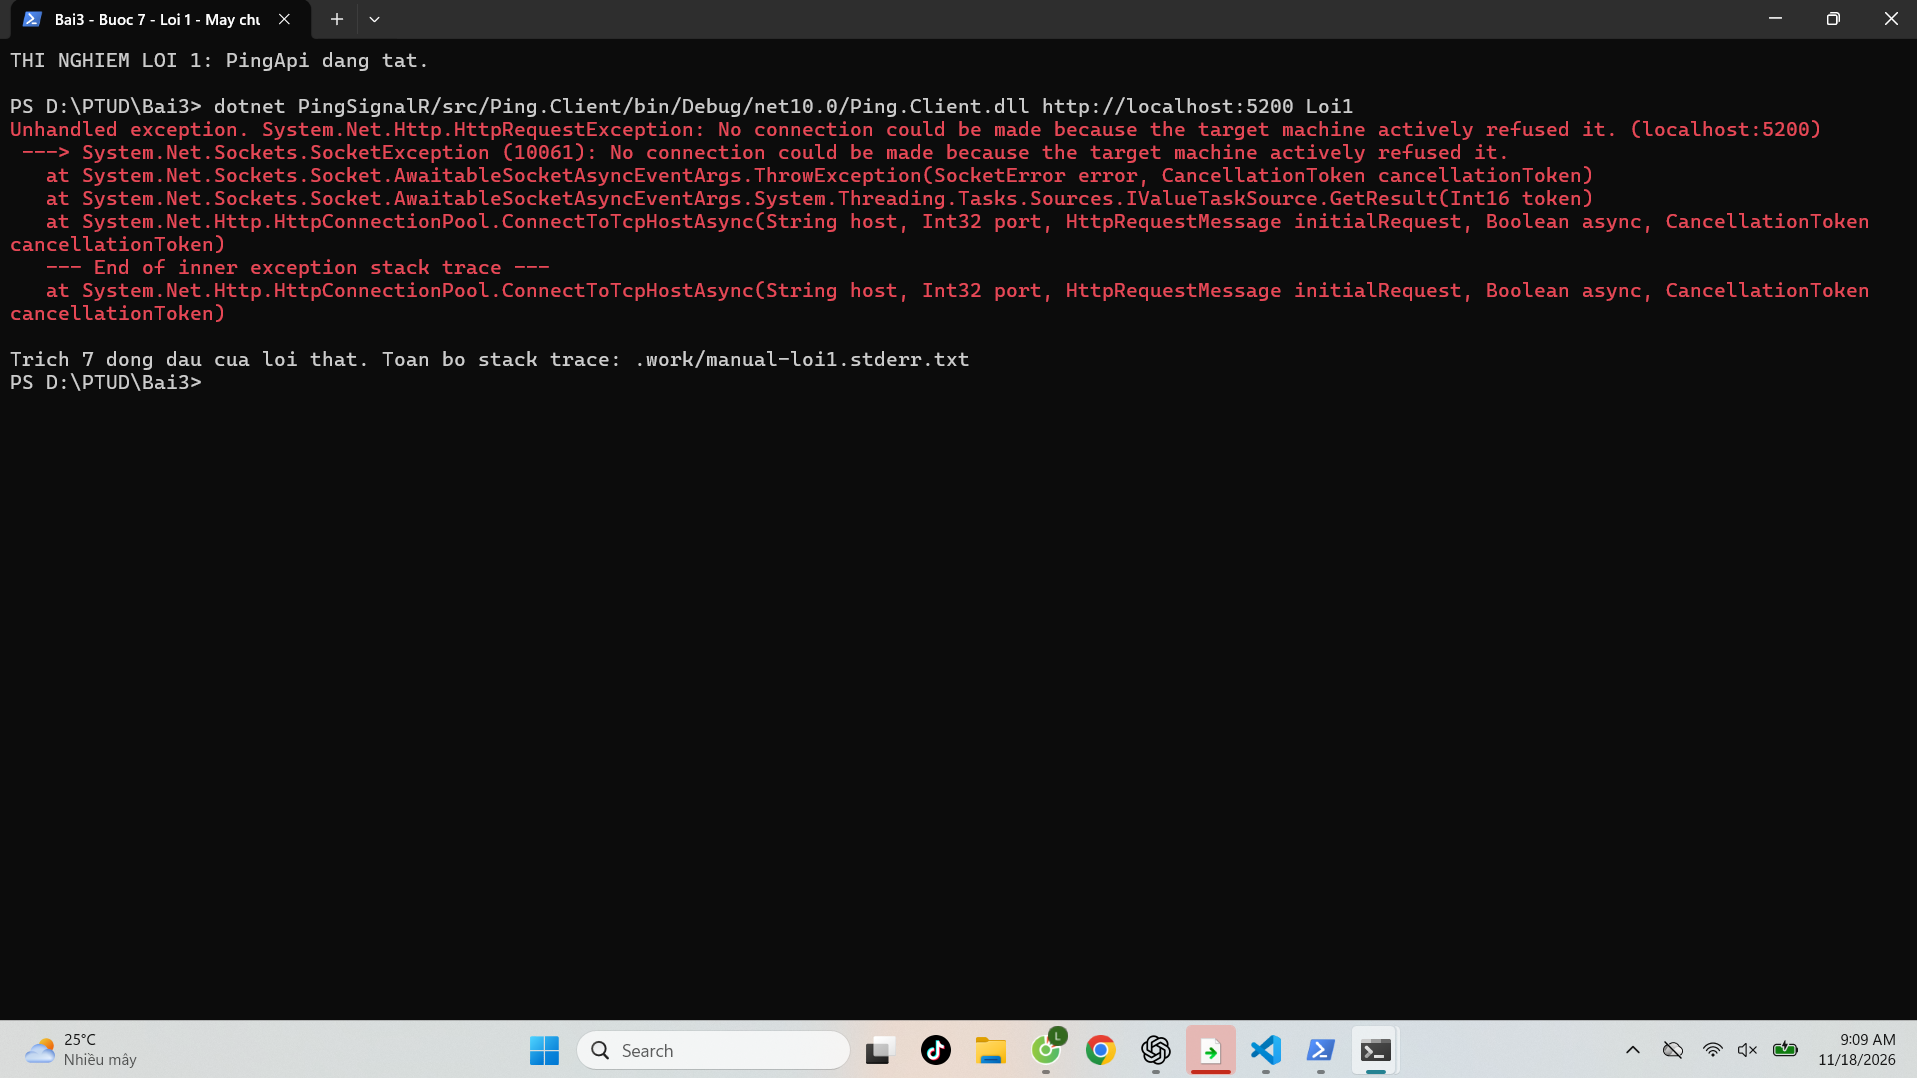 Bai3 - Buoc 7 - Loi 1 - May chu
THI NGHIEM LOI 1: PingApi dang tat.
PS D:\PTUD\Bai3> dotnet PingSignalR/src/Ping.Client/bin/Debug/net10.0/Ping.Client.dll http://localhost:5200 Loi1
Unhandled exception. System.Net.Http.HttpRequestException: No connection could be made because the target machine actively refused it. (localhost:5200)
---> System.Net.Sockets.SocketException (10061): No connection could be made because the target machine actively refused it.
at System.Net.Sockets.Socket.AwaitableSocketAsyncEventArgs.ThrowException(SocketError error, CancellationToken cancellationToken)
at System.Net.Sockets.Socket.AwaitableSocketAsyncEventArgs.System.Threading.Tasks.Sources.IValueTaskSource.GetResult(Int16 token)
at System.Net.Http.HttpConnectionPool.ConnectToTcpHostAsync(String host, Int32 port, HttpRequestMessage initialRequest, Boolean async, CancellationToken
cancellationToken)
--- End of inner exception stack trace ---
at System.Net.Http.HttpConnectionPool.ConnectToTcpHostAsync(String host, Int32 port, HttpRequestMessage initialRequest, Boolean async, CancellationToken
cancellationToken)
Trich 7 dong dau cua loi that. Toan bo stack trace: .work/manual-loi1.stderr.txt
PS D:\PTUD\Bai3>
25°C
Nhiều mây
Search
L
9:09 AM
11/18/2026